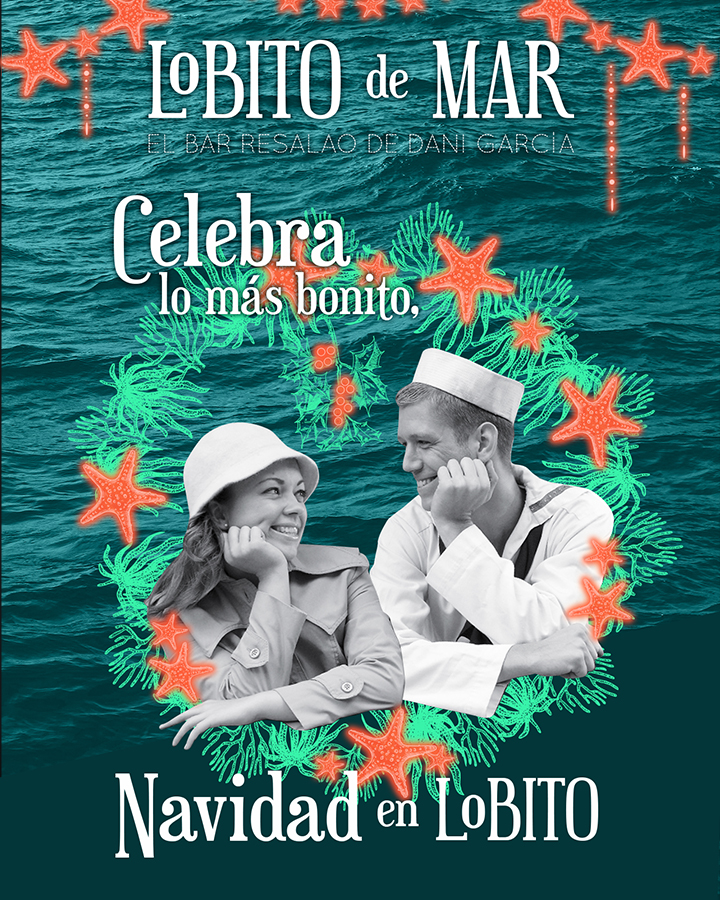 LoBITO de MAR
EL BAR RESALAO DE DANI GARCÍA
Celebra
lo más bonito,
Navidad en LoBITO